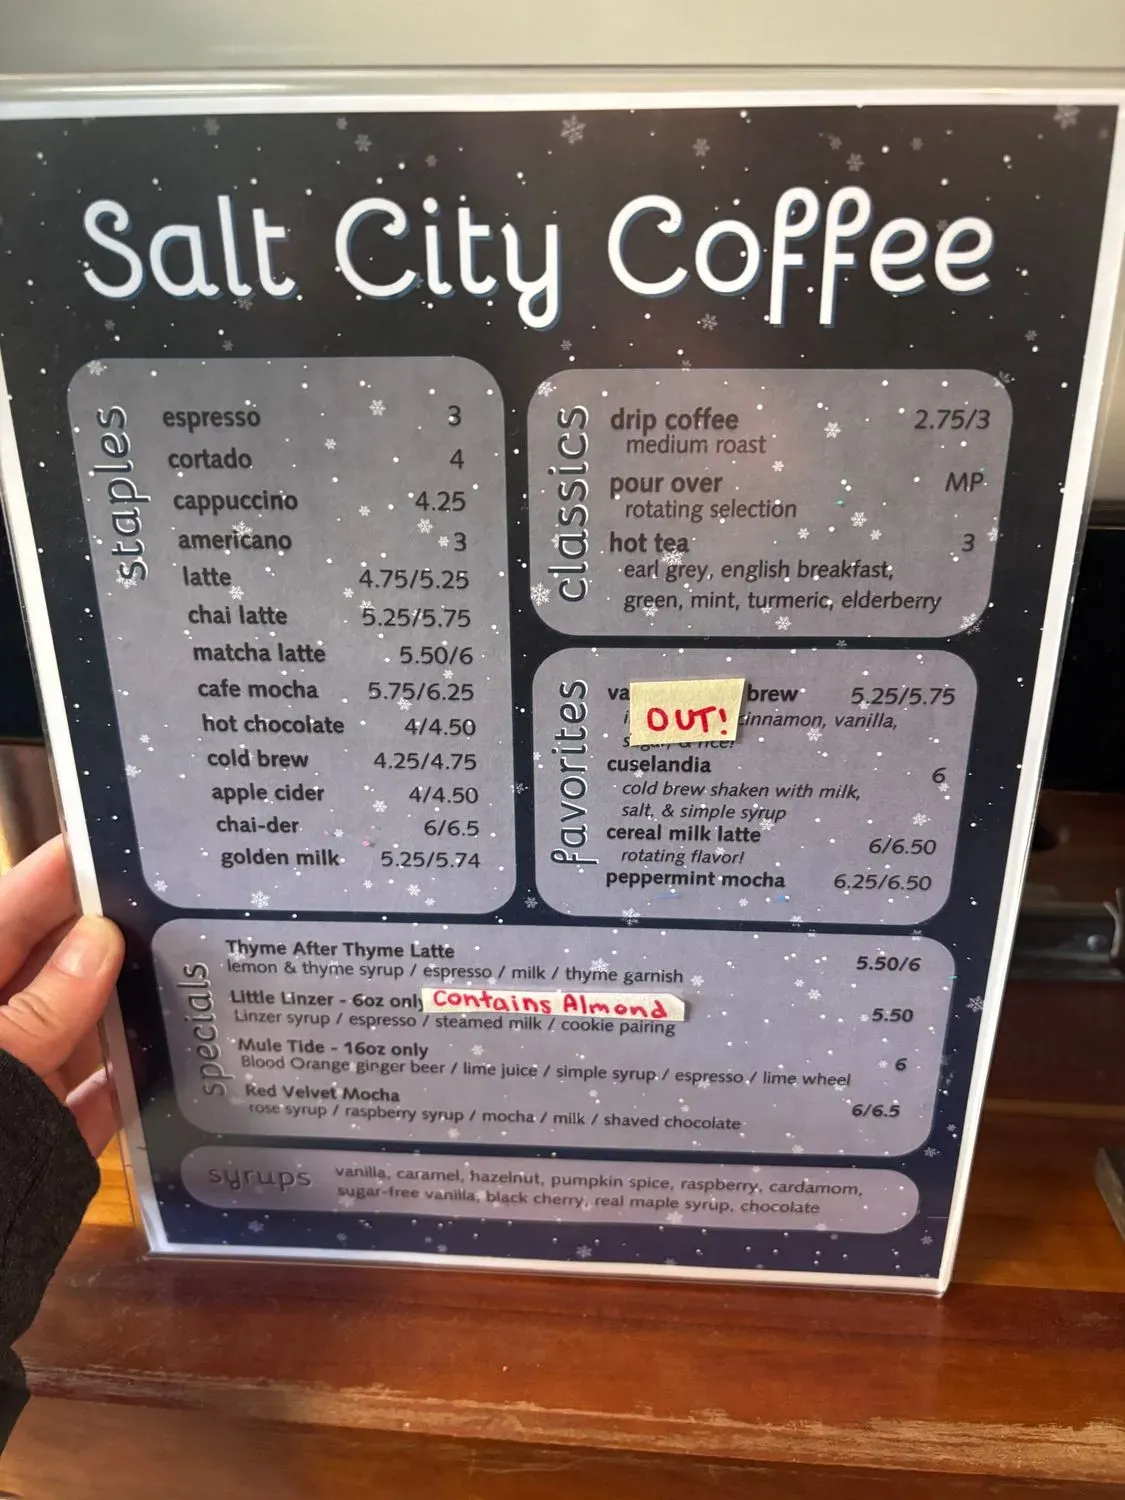 Salt City Coffee
staples
espresso 3
cortado 4
cappuccino 4.25
americano 3
latte 4.75/5.25
chai latte 5.25/5.75
matcha latte 5.50/6
cafe mocha 5.75/6.25
hot chocolate 4/4.50
cold brew 4.25/4.75
apple cider 4/4.50
chai-der 6/6.5
golden milk 5.25/5.74
classics
drip coffee 2.75/3
medium roast
pour over MP
rotating selection
hot tea 3
earl grey, english breakfast,
green, mint, turmeric, elderberry
favorites
brew 5.25/5.75
OUT!
cinnamon, vanilla,
cuselandia 6
cold brew shaken with milk,
salt, & simple syrup
cereal milk latte 6/6.50
rotating flavor!
peppermint mocha 6.25/6.50
specials
Thyme After Thyme Latte 5.50/6
lemon & thyme syrup / espresso / milk / thyme garnish
Little Linzer - 6oz only Contains Almond 5.50
Linzer syrup / espresso / steamed milk / cookie pairing
Mule Tide - 16oz only 6
Blood Orange ginger beer / lime juice / simple syrup / espresso / lime wheel
Red Velvet Mocha 6/6.5
rose syrup / raspberry syrup / mocha / milk / shaved chocolate
syrups
vanilla, caramel, hazelnut, pumpkin spice, raspberry, cardamom,
sugar-free vanilla, black cherry, real maple syrup, chocolate